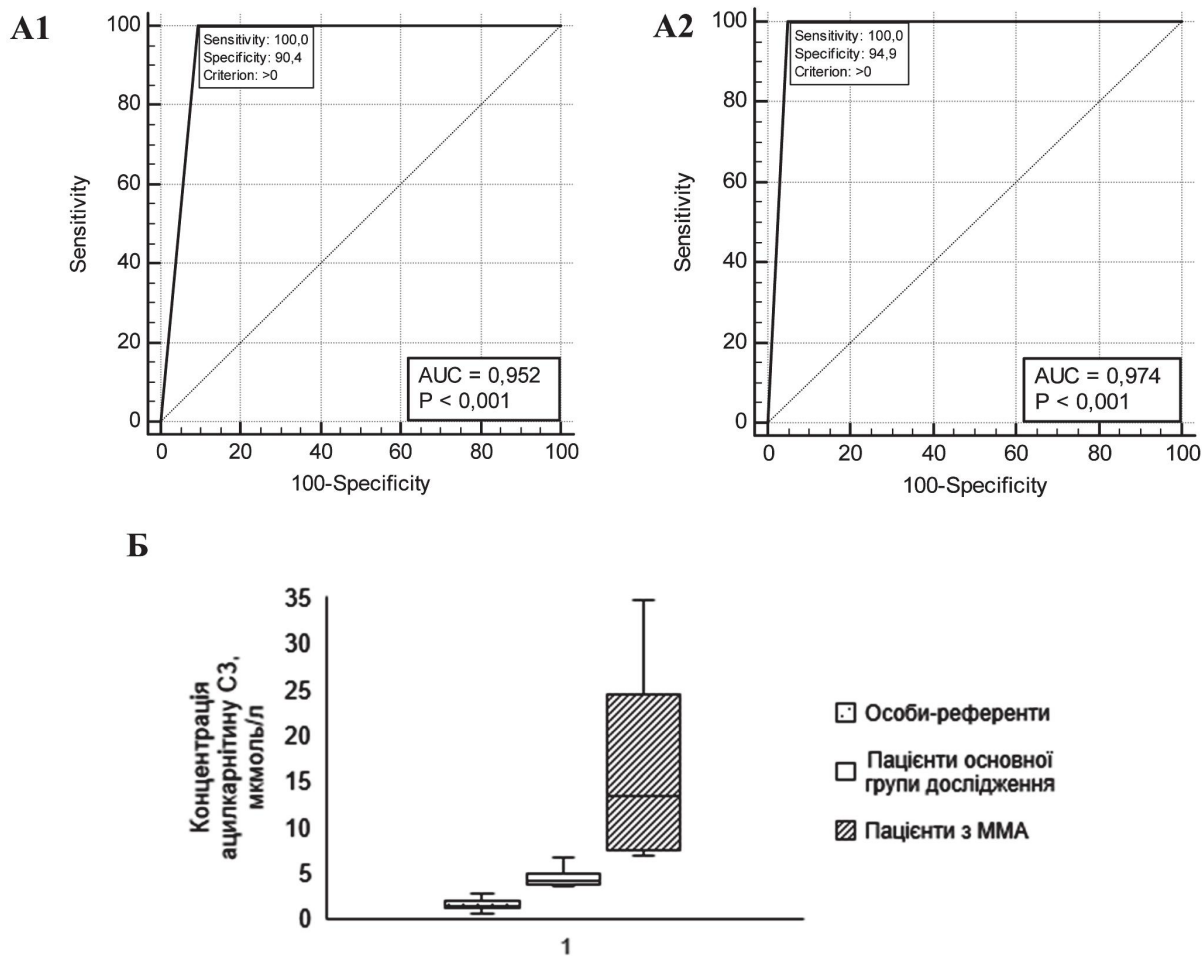 А1
Sensitivity
100
80
60
40
20
0
Sensitivity: 100,0
Specificity: 90,4
Criterion: >0
AUC = 0,952
P < 0,001
0 20 40 60 80 100
100-Specificity
А2
Sensitivity
100
80
60
40
20
0
Sensitivity: 100,0
Specificity: 94,9
Criterion: >0
AUC = 0,974
P < 0,001
0 20 40 60 80 100
100-Specificity
Б
Концентрація
ацилкарнітину С3,
мкмоль/л
35
30
25
20
15
10
5
0
1
Особи-референти
Пацієнти основної
групи дослідження
Пацієнти з ММА